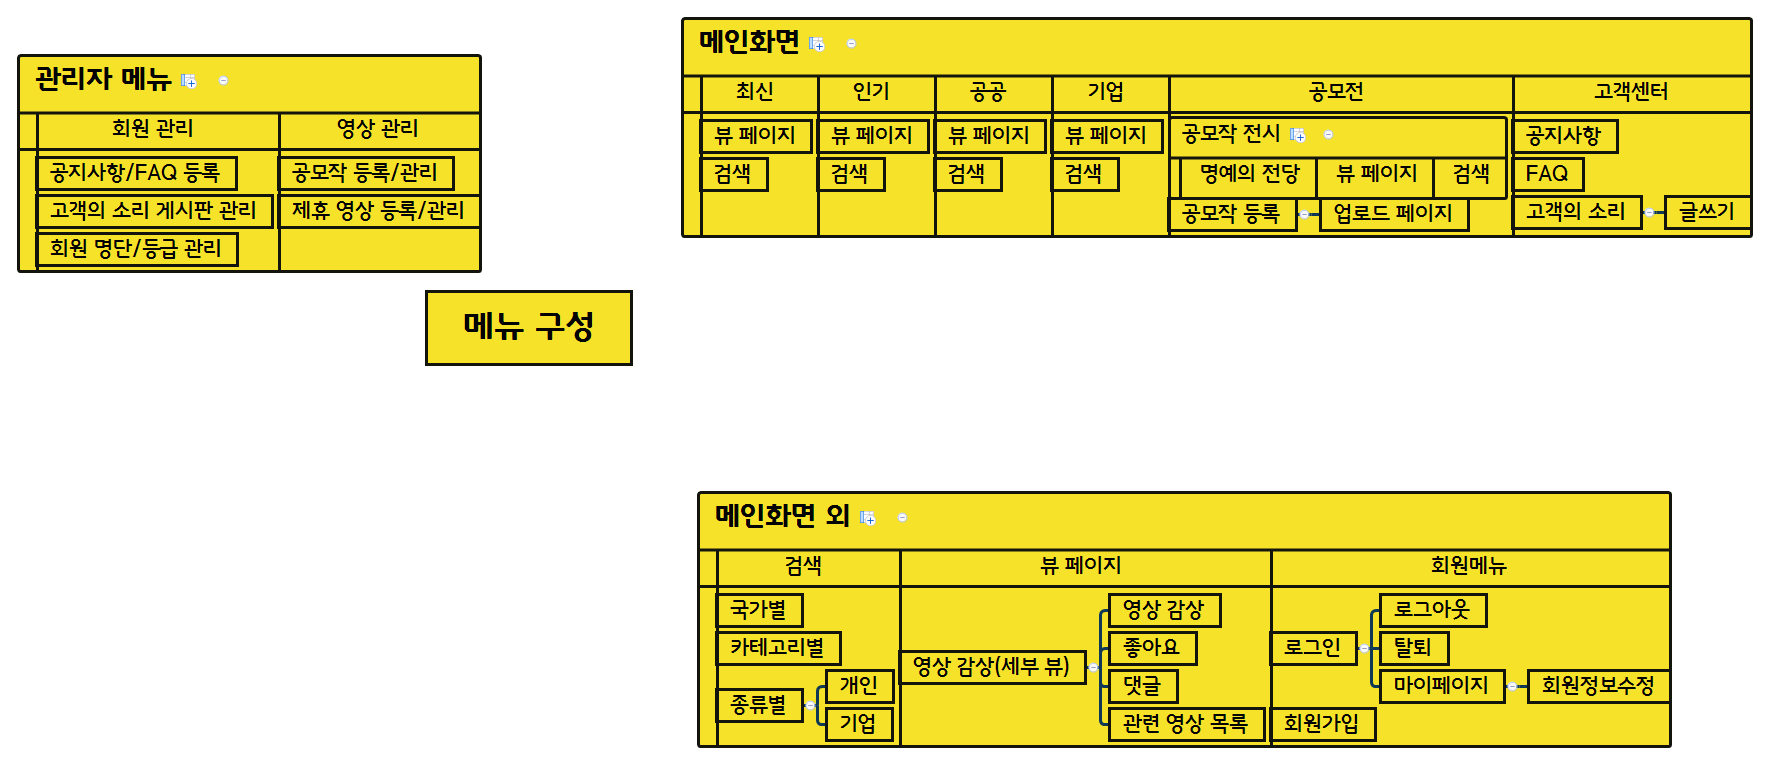 관리자 메뉴
회원 관리 영상 관리
공지사항/FAQ 등록 공모작 등록/관리
고객의 소리 게시판 관리 제휴 영상 등록/관리
회원 명단/등급 관리
메인화면
최신 인기 공공 기업 공모전 고객센터
뷰 페이지 뷰 페이지 뷰 페이지 뷰 페이지 공모작 전시 공지사항
검색 검색 검색 검색 명예의 전당 뷰 페이지 검색 FAQ
공모작 등록 업로드 페이지 고객의 소리 글쓰기
메뉴 구성
메인화면 외
검색 뷰 페이지 회원메뉴
국가별 영상 감상 로그아웃
카테고리별 좋아요 로그인 탈퇴
영상 감상(세부 뷰)
개인 댓글 마이페이지 회원정보수정
종류별
기업 관련 영상 목록 회원가입